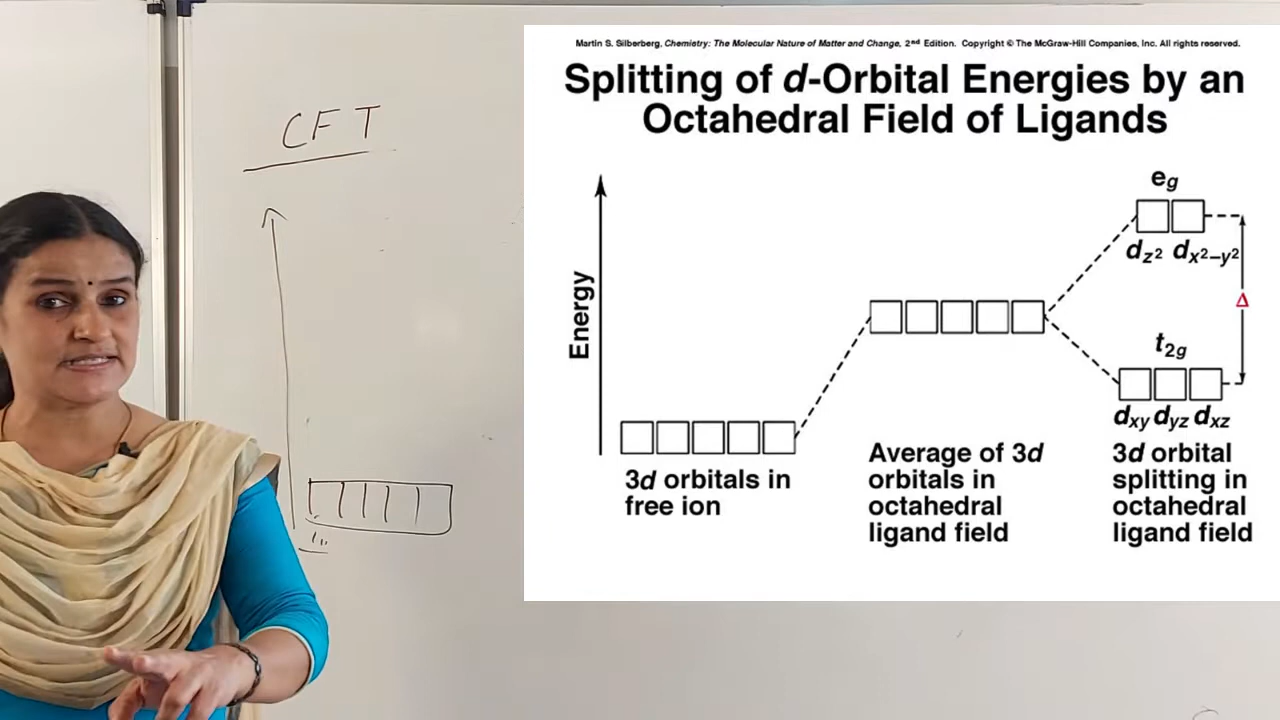 CFT
Martin S. Silberberg, Chemistry: The Molecular Nature of Matter and Change, 2nd Edition. Copyright © The McGraw-Hill Companies, Inc. All rights reserved.
Splitting of d-Orbital Energies by an
Octahedral Field of Ligands
Energy
3d orbitals in
free ion
Average of 3d
orbitals in
octahedral
ligand field
eg
dz² dx²–y²
Δ
t2g
dxy dyz dxz
3d orbital
splitting in
octahedral
ligand field